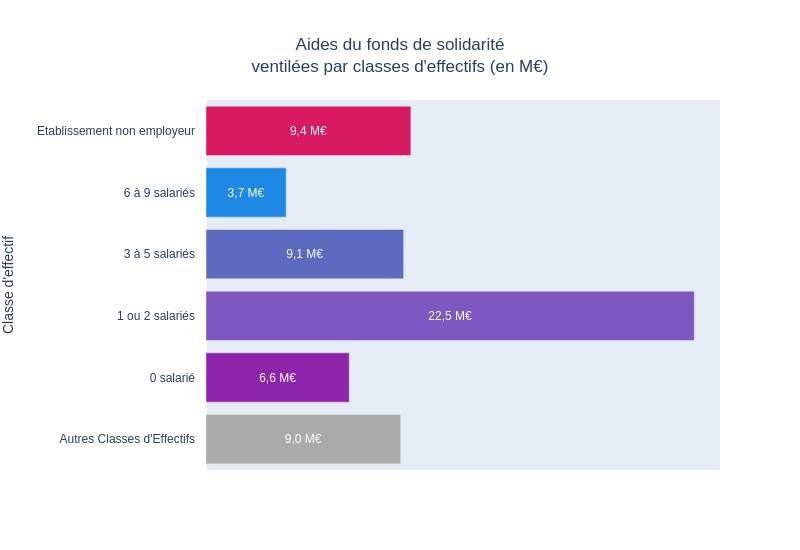 Aides du fonds de solidarité
ventilées par classes d'effectifs (en M€)
Classe d'effectif
Etablissement non employeur
9,4 M€
6 à 9 salariés
3,7 M€
3 à 5 salariés
9,1 M€
1 ou 2 salariés
22,5 M€
0 salarié
6,6 M€
Autres Classes d'Effectifs
9,0 M€